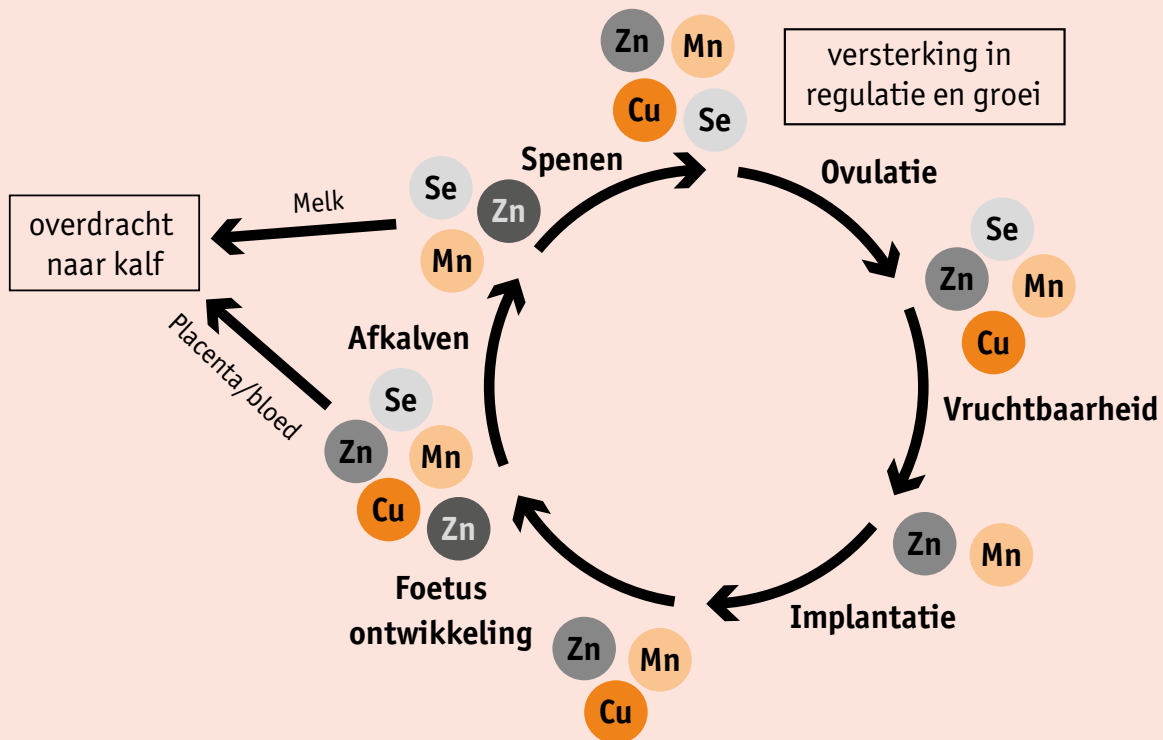 Zn
Mn
Cu
Se
versterking in
regulatie en groei
Spenen
Ovulatie
Se
Zn
Mn
Cu
Vruchtbaarheid
Zn
Mn
Implantatie
Zn
Mn
Cu
Foetus
ontwikkeling
Se
Zn
Mn
Cu
Zn
Afkalven
Placenta/bloed
Se
Zn
Mn
Melk
overdracht
naar kalf